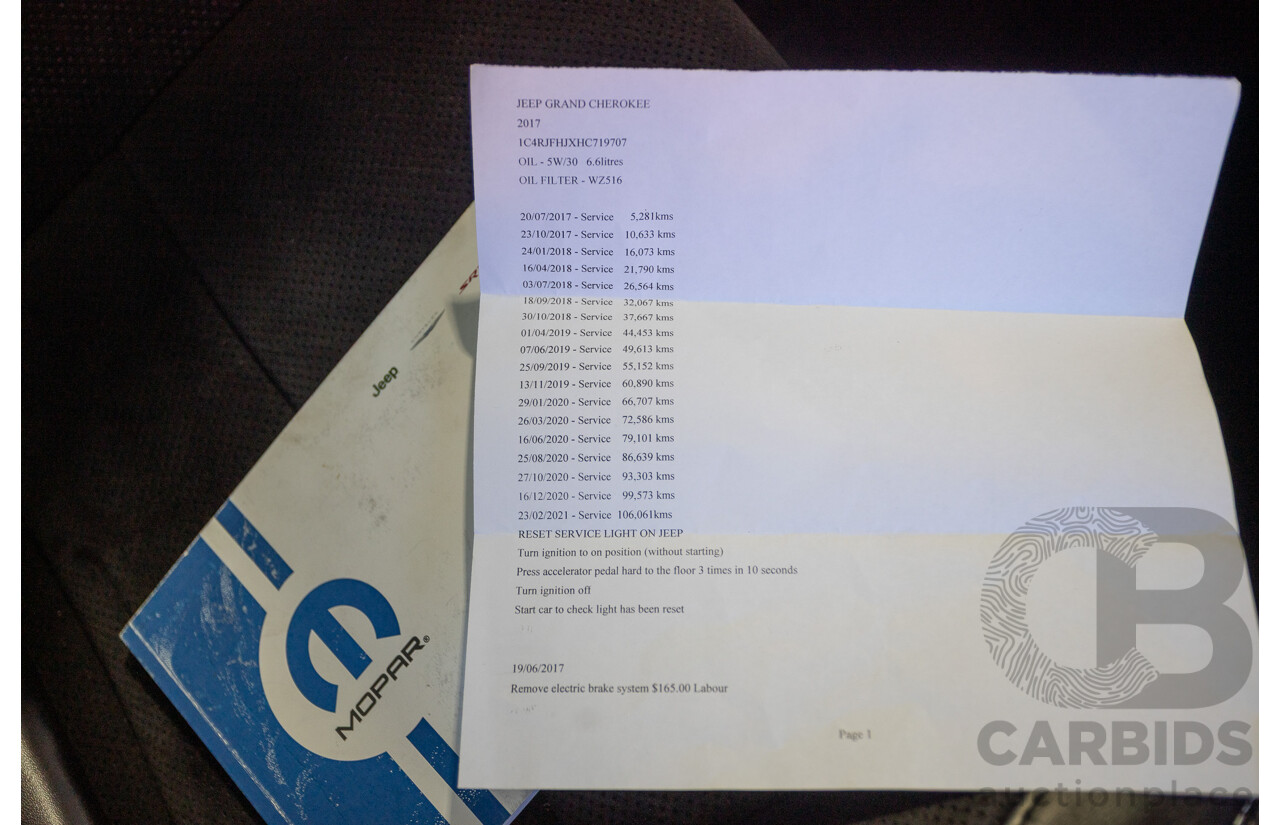 JEEP GRAND CHEROKEE
2017
1C4RJFHJXHC719707
OIL - 5W/30 6.6litres
OIL FILTER - WZ516
20/07/2017 - Service 5,281kms
23/10/2017 - Service 10,633 kms
24/01/2018 - Service 16,073 kms
16/04/2018 - Service 21,790 kms
03/07/2018 - Service 26,564 kms
18/09/2018 - Service 32,067 kms
30/10/2018 - Service 37,667 kms
01/04/2019 - Service 44,453 kms
07/06/2019 - Service 49,613 kms
25/09/2019 - Service 55,152 kms
13/11/2019 - Service 60,890 kms
29/01/2020 - Service 66,707 kms
26/03/2020 - Service 72,586 kms
16/06/2020 - Service 79,101 kms
25/08/2020 - Service 86,639 kms
27/10/2020 - Service 93,303 kms
16/12/2020 - Service 99,573 kms
23/02/2021 - Service 106,061kms
RESET SERVICE LIGHT ON JEEP
Turn ignition to on position (without starting)
Press accelerator pedal hard to the floor 3 times in 10 seconds
Turn ignition off
Start car to check light has been reset
19/06/2017
Remove electric brake system $165.00 Labour
Page 1
Jeep
MOPAR®
CB
CARBIDS
auctionplace